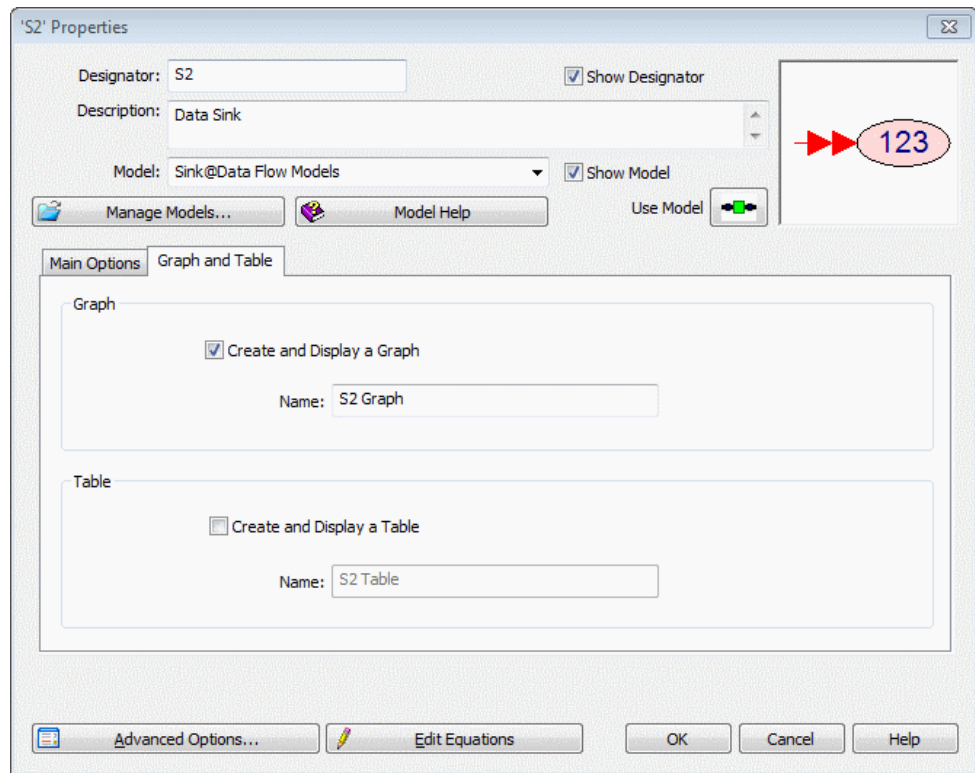 'S2' Properties
Designator: S2
Show Designator
Description: Data Sink
123
Model: Sink@Data Flow Models
Show Model
Manage Models...
Model Help
Use Model
Main Options
Graph and Table
Graph
Create and Display a Graph
Name: S2 Graph
Table
Create and Display a Table
Name: S2 Table
Advanced Options...
Edit Equations
OK
Cancel
Help